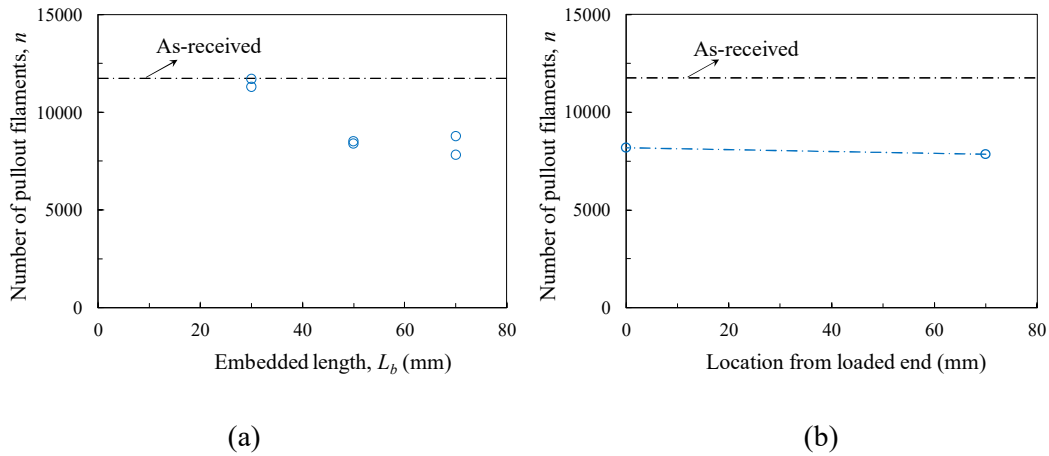 15000
10000
5000
0
Number of pullout filaments, n
As-received
0 20 40 60 80
Embedded length, L_b (mm)
(a)
15000
10000
5000
0
Number of pullout filaments, n
As-received
0 20 40 60 80
Location from loaded end (mm)
(b)